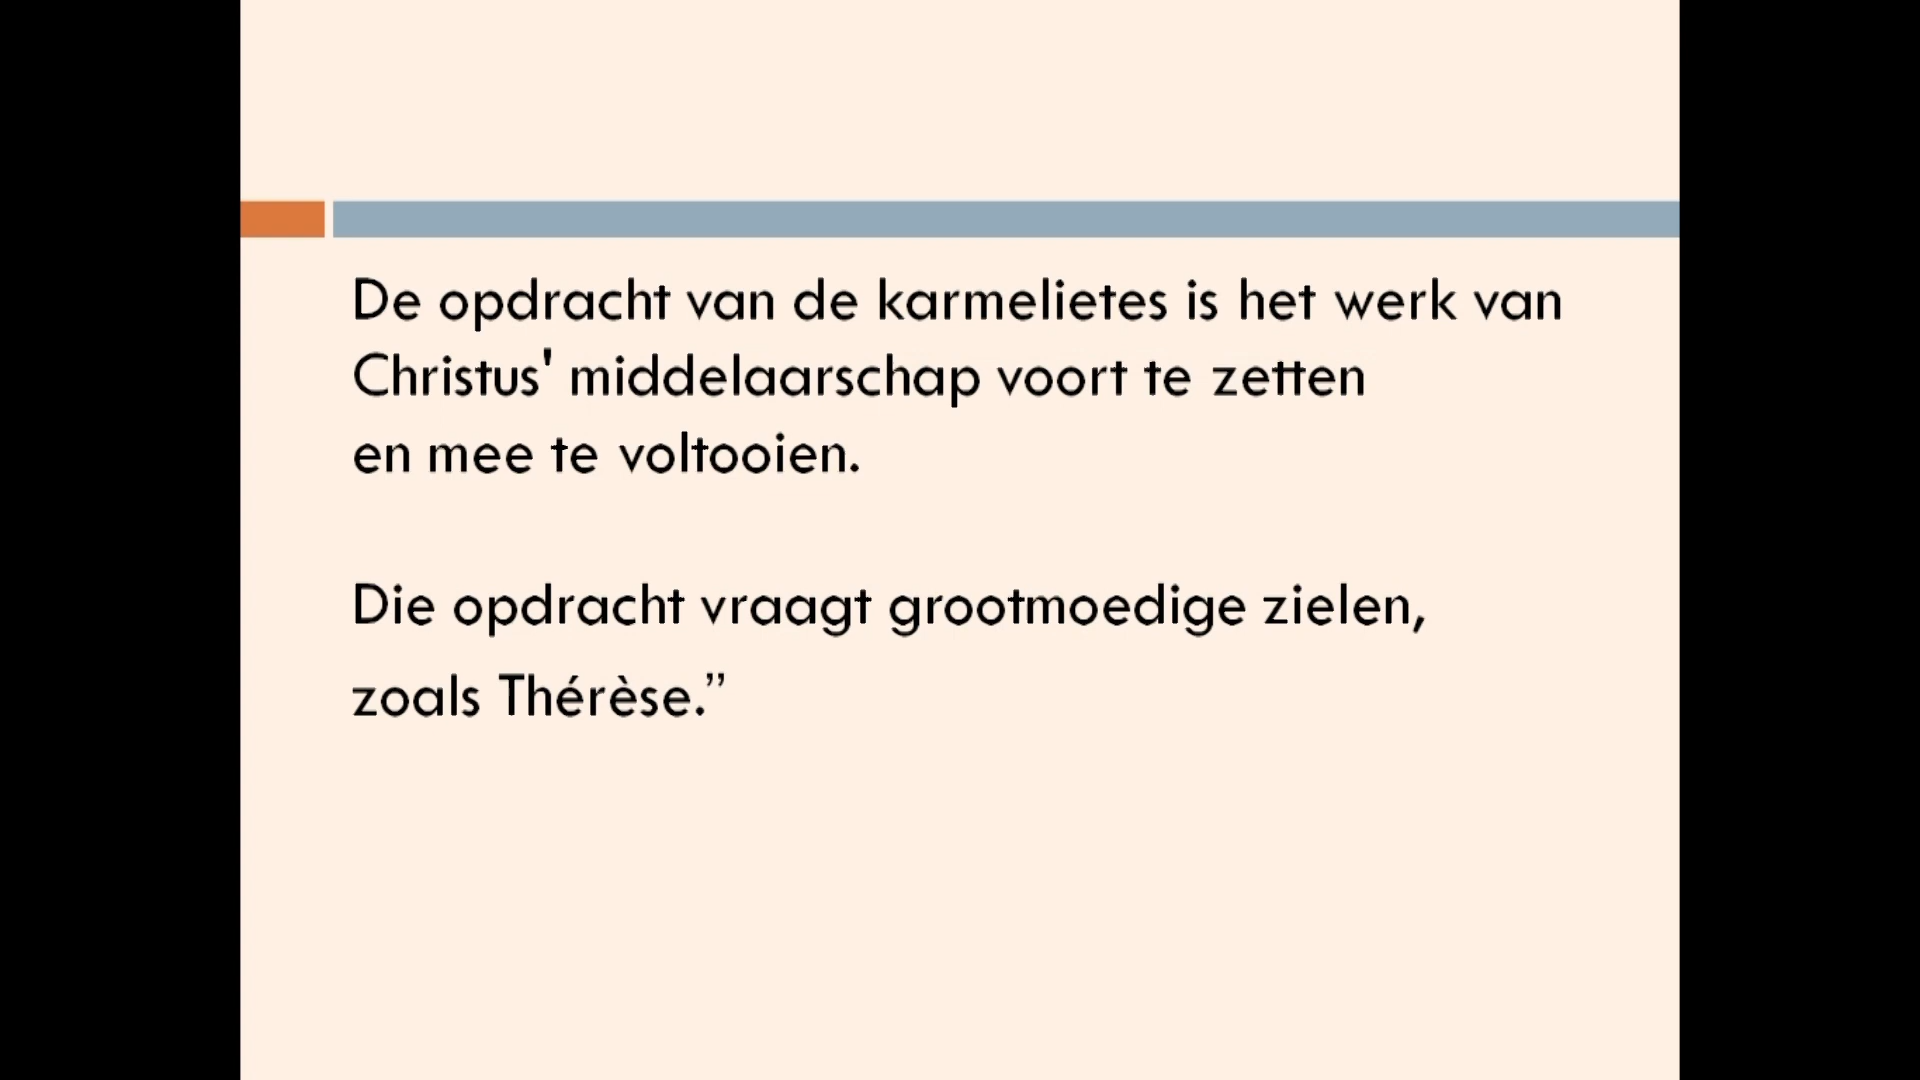 De opdracht van de karmelietes is het werk van
Christus' middelaarschap voort te zetten
en mee te voltooien.
Die opdracht vraagt grootmoedige zielen,
zoals Thérèse.”